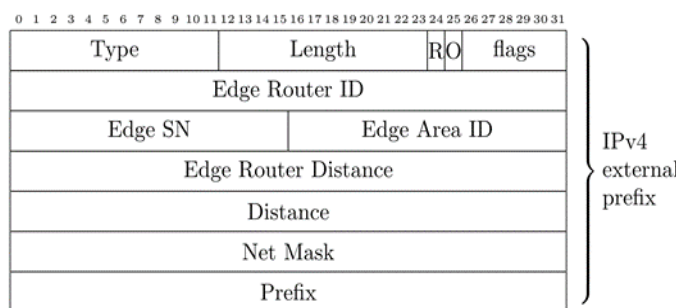 0 1 2 3 4 5 6 7 8 9 10 11 12 13 14 15 16 17 18 19 20 21 22 23 24 25 26 27 28 29 30 31
Type Length R O flags
Edge Router ID
Edge SN Edge Area ID
Edge Router Distance
Distance
Net Mask
Prefix
IPv4
external
prefix